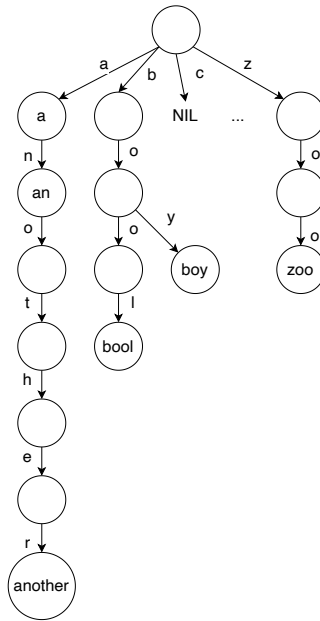 a b c z
a NIL ...
n o o
an
o o y o
boy zoo
t l
bool
h
e
r
another